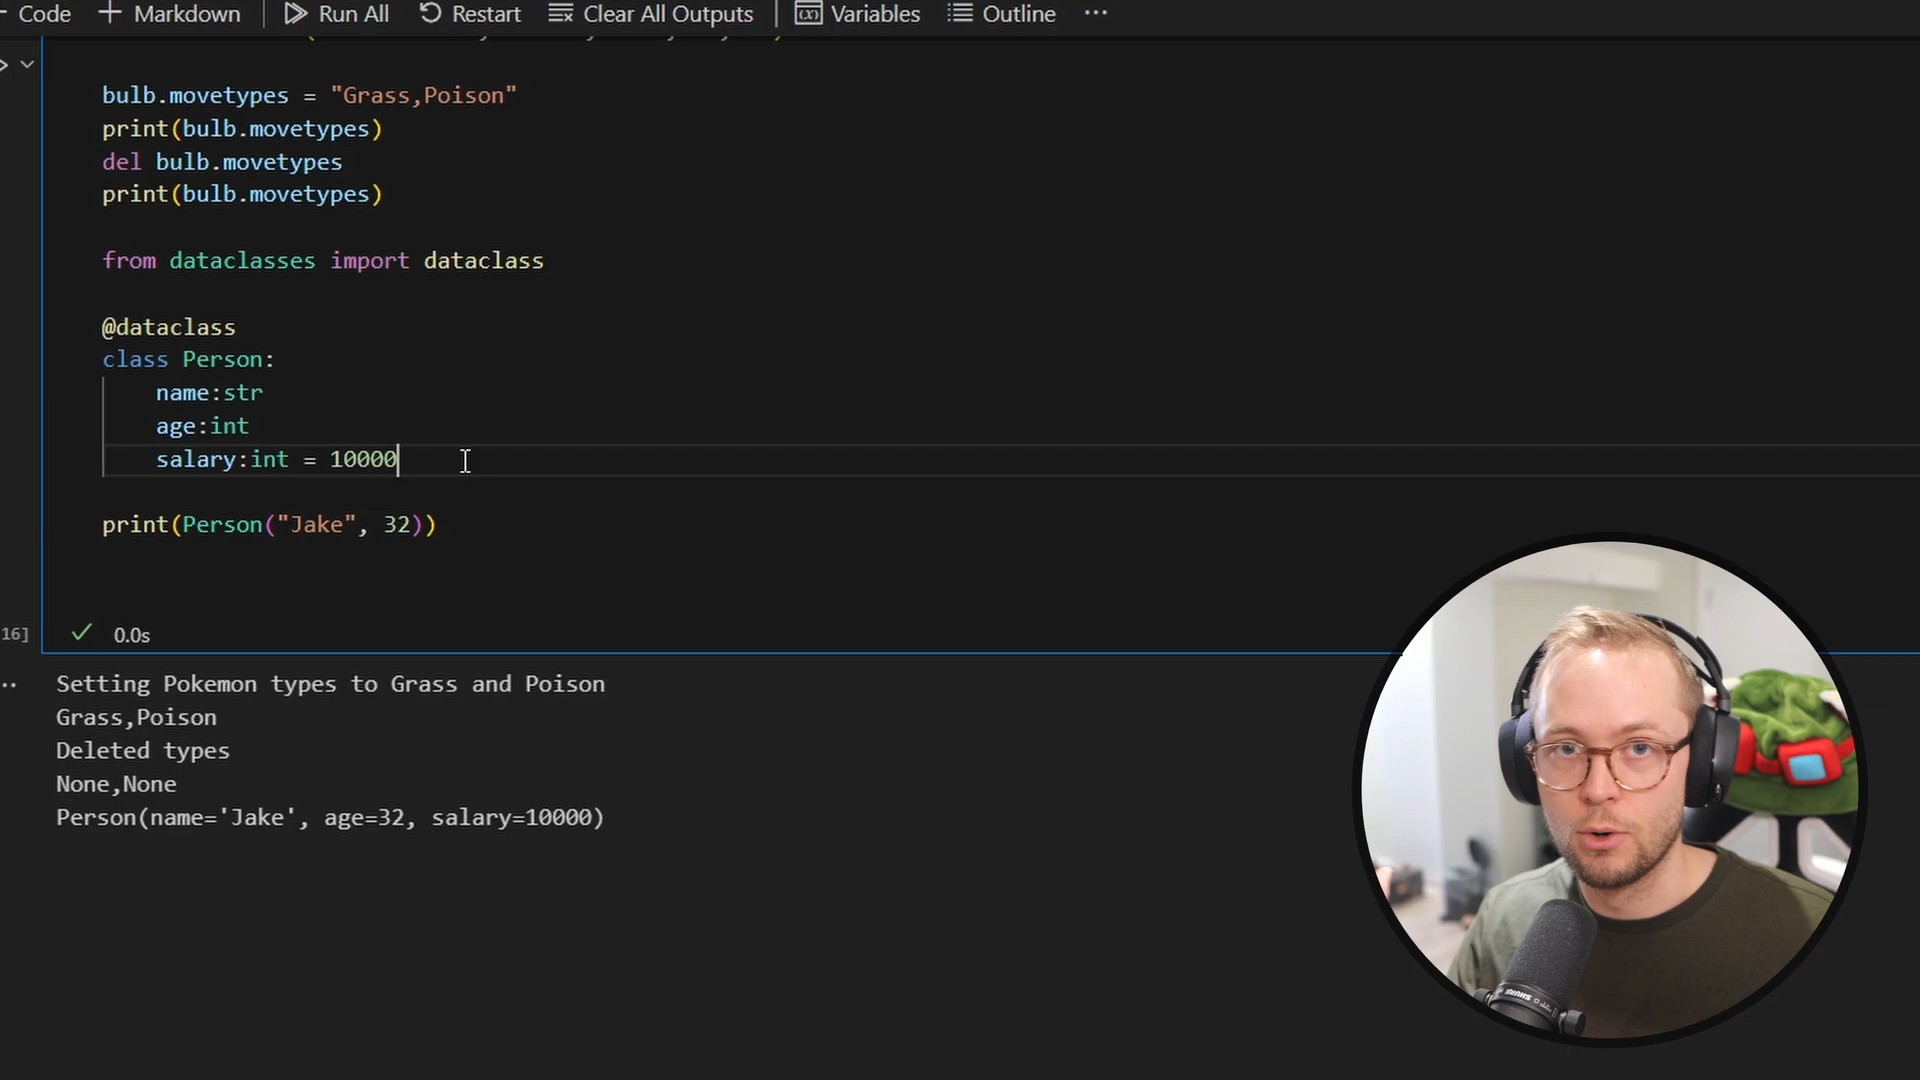 Code Markdown Run All Restart Clear All Outputs Variables Outline ...
bulb.movetypes = "Grass,Poison"
print(bulb.movetypes)
del bulb.movetypes
print(bulb.movetypes)
from dataclasses import dataclass
@dataclass
class Person:
name:str
age:int
salary:int = 10000
print(Person("Jake", 32))
16] 0.0s
Setting Pokemon types to Grass and Poison
Grass,Poison
Deleted types
None,None
Person(name='Jake', age=32, salary=10000)
SHURE